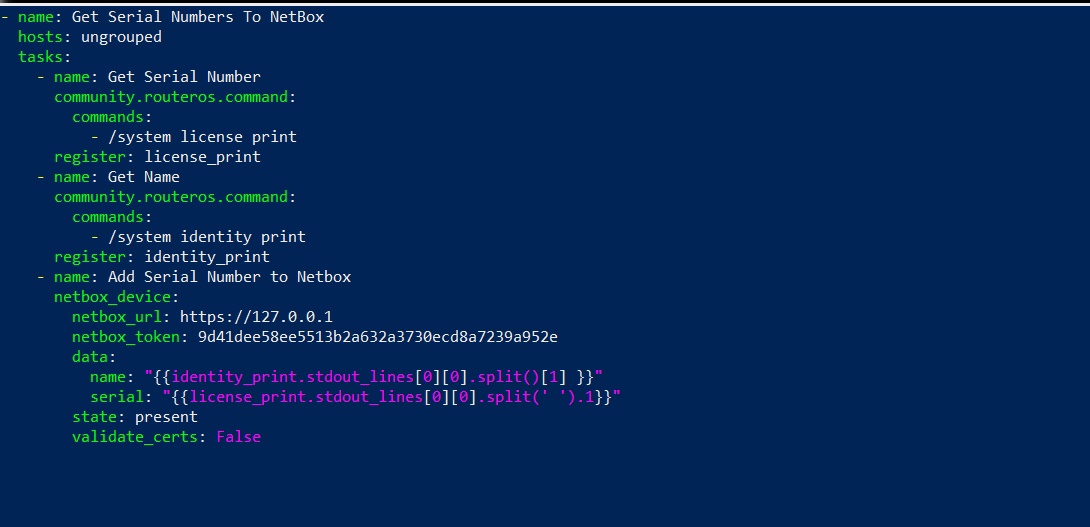 - name: Get Serial Numbers To NetBox
  hosts: ungrouped
  tasks:
    - name: Get Serial Number
      community.routeros.command:
        commands:
          - /system license print
      register: license_print
    - name: Get Name
      community.routeros.command:
        commands:
          - /system identity print
      register: identity_print
    - name: Add Serial Number to Netbox
      netbox_device:
        netbox_url: https://127.0.0.1
        netbox_token: 9d41dee58ee5513b2a632a3730ecd8a7239a952e
        data:
          name: "{{identity_print.stdout_lines[0][0].split()[1] }}"
          serial: "{{license_print.stdout_lines[0][0].split(' ').1}}"
        state: present
        validate_certs: False